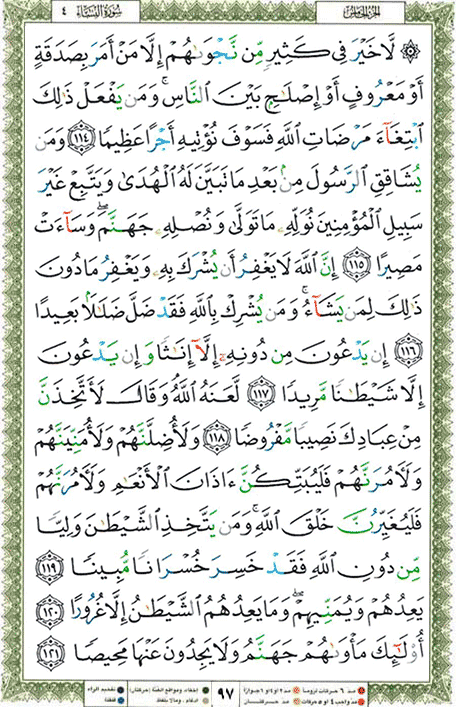 الجزء الخامس سورة النساء ٤
۞ لَّا خَيْرَ فِي كَثِيرٍ مِّن نَّجْوَىٰهُمْ إِلَّا مَنْ أَمَرَ بِصَدَقَةٍ
أَوْ مَعْرُوفٍ أَوْ إِصْلَٰحٍۭ بَيْنَ ٱلنَّاسِ ۚ وَمَن يَفْعَلْ ذَٰلِكَ
ٱبْتِغَآءَ مَرْضَاتِ ٱللَّهِ فَسَوْفَ نُؤْتِيهِ أَجْرًا عَظِيمًا ١١٤ وَمَن
يُشَاقِقِ ٱلرَّسُولَ مِنۢ بَعْدِ مَا تَبَيَّنَ لَهُ ٱلْهُدَىٰ وَيَتَّبِعْ غَيْرَ
سَبِيلِ ٱلْمُؤْمِنِينَ نُوَلِّهِۦ مَا تَوَلَّىٰ وَنُصْلِهِۦ جَهَنَّمَ ۖ وَسَآءَتْ
مَصِيرًا ١١٥ إِنَّ ٱللَّهَ لَا يَغْفِرُ أَن يُشْرَكَ بِهِۦ وَيَغْفِرُ مَا دُونَ
ذَٰلِكَ لِمَن يَشَآءُ ۚ وَمَن يُشْرِكْ بِٱللَّهِ فَقَدْ ضَلَّ ضَلَٰلًۢا بَعِيدًا
١١٦ إِن يَدْعُونَ مِن دُونِهِۦٓ إِلَّآ إِنَٰثًا وَإِن يَدْعُونَ
إِلَّا شَيْطَٰنًا مَّرِيدًا ١١٧ لَّعَنَهُ ٱللَّهُ ۘ وَقَالَ لَأَتَّخِذَنَّ
مِنْ عِبَادِكَ نَصِيبًا مَّفْرُوضًا ١١٨ وَلَأُضِلَّنَّهُمْ وَلَأُمَنِّيَنَّهُمْ
وَلَءَامُرَنَّهُمْ فَلَيُبَتِّكُنَّ ءَاذَانَ ٱلْأَنْعَٰمِ وَلَءَامُرَنَّهُمْ
فَلَيُغَيِّرُنَّ خَلْقَ ٱللَّهِ ۚ وَمَن يَتَّخِذِ ٱلشَّيْطَٰنَ وَلِيًّا
مِّن دُونِ ٱللَّهِ فَقَدْ خَسِرَ خُسْرَانًا مُّبِينًا ١١٩
يَعِدُهُمْ وَيُمَنِّيهِمْ ۖ وَمَا يَعِدُهُمُ ٱلشَّيْطَٰنُ إِلَّا غُرُورًا ١٢٠
أُو۟لَٰٓئِكَ مَأْوَىٰهُمْ جَهَنَّمُ وَلَا يَجِدُونَ عَنْهَا مَحِيصًا ١٢١
مد ٦ حركات لزوماً مد ٢ او ٤ او ٦ جوازاً ٩٧ إخفاء، ومواقع الغنة (حركتان) تفخيم الراء
مد واجب ٤ او ٥ حركات مد حركتان إدغام، وما لا يلفظ قلقلة